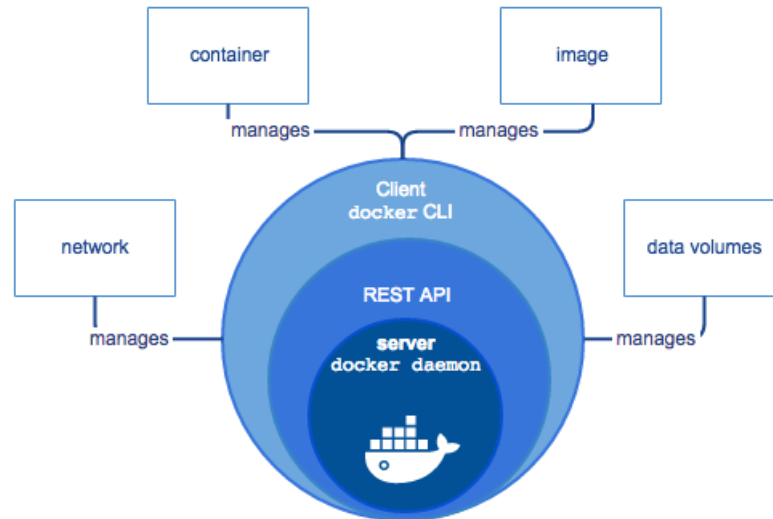 container
image
manages
manages
Client
docker CLI
network
data volumes
REST API
manages
manages
server
docker daemon